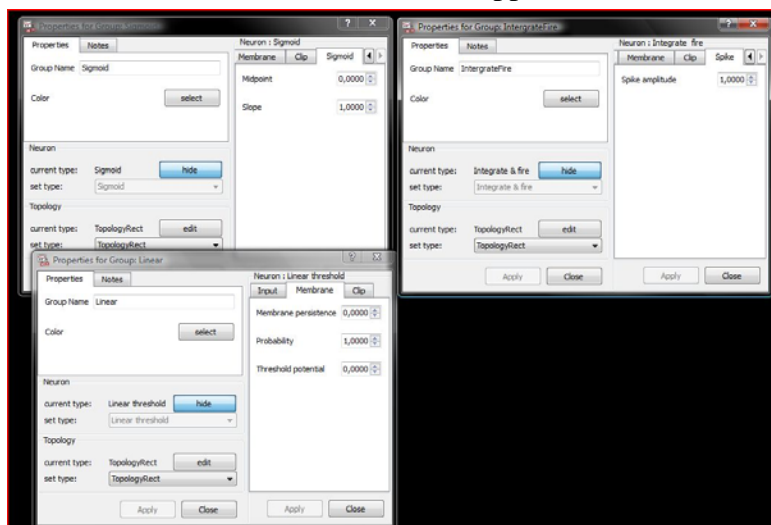 Properties for Group: Sigmoid
Properties
Notes
Group Name
Sigmoid
Color
select
Neuron
current type:
Sigmoid
hide
set type:
Sigmoid
Topology
current type:
TopologyRect
edit
set type:
TopologyRect
Neuron : Sigmoid
Membrane
Clip
Sigmoid
Midpoint
0,0000
Slope
1,0000
Properties for Group: IntergrateFire
Properties
Notes
Group Name
IntergrateFire
Color
select
Neuron
current type:
Integrate & fire
hide
set type:
Integrate & fire
Topology
current type:
TopologyRect
edit
set type:
TopologyRect
Apply
Close
Neuron : Integrate fire
Membrane
Clip
Spike
Spike amplitude
1,0000
Apply
Close
Properties for Group: Linear
Properties
Notes
Group Name
Linear
Color
select
Neuron
current type:
Linear threshold
hide
set type:
Linear threshold
Topology
current type:
TopologyRect
edit
set type:
TopologyRect
Apply
Close
Neuron : Linear threshold
Input
Membrane
Clip
Membrane persistence
0,0000
Probability
1,0000
Threshold potential
0,0000
Apply
Close